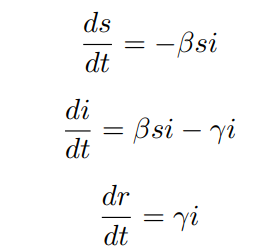 ds/dt = −βsi
di/dt = βsi − γi
dr/dt = γi